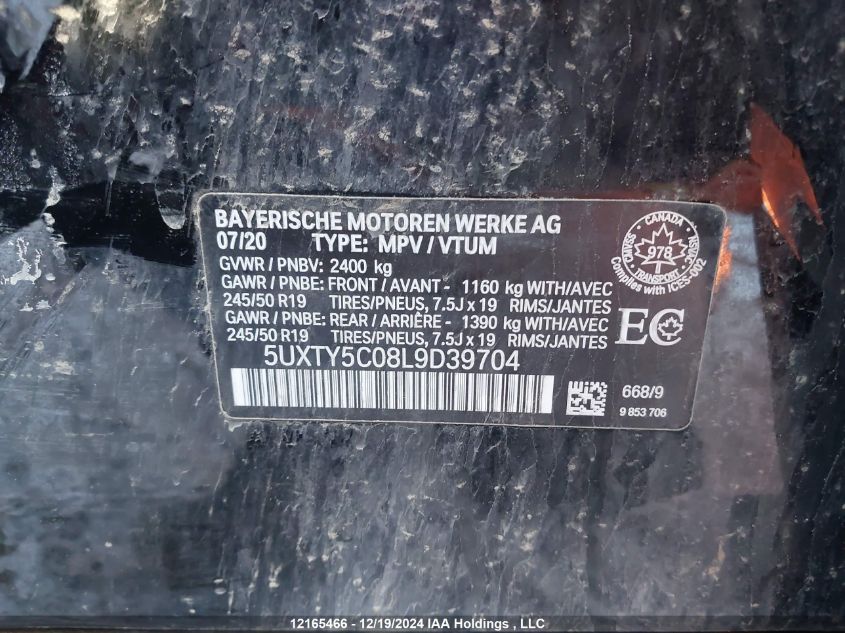 BAYERISCHE MOTOREN WERKE AG
07/20 TYPE: MPV / VTUM
GVWR / PNBV: 2400 kg
GAWR / PNBE: FRONT / AVANT - 1160 kg WITH/AVEC
245/50 R19 TIRES/PNEUS, 7.5J x 19 RIMS/JANTES
GAWR / PNBE: REAR / ARRIÈRE - 1390 kg WITH/AVEC
245/50 R19 TIRES/PNEUS, 7.5J x 19 RIMS/JANTES
5UXTY5C08L9D39704
CANADA
978
TRANSPORT
Complies with ICES-002
EC
668/9
9 853 706
12165466 - 12/19/2024 IAA Holdings , LLC